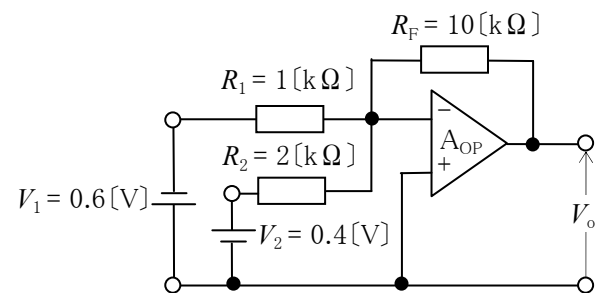 R_F = 10〔kΩ〕
R_1 = 1〔kΩ〕
R_2 = 2〔kΩ〕
−
A_OP
+
V_1 = 0.6〔V〕
V_2 = 0.4〔V〕
V_o